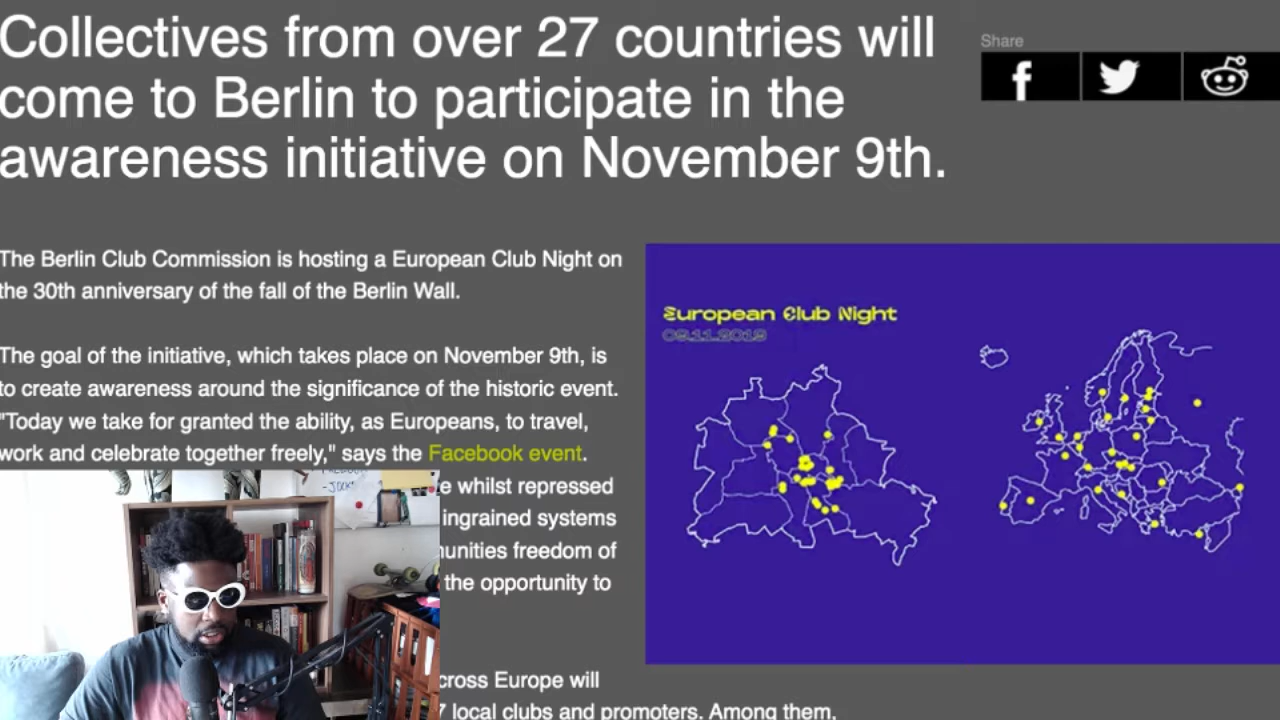 Collectives from over 27 countries will
come to Berlin to participate in the
awareness initiative on November 9th.
Share
The Berlin Club Commission is hosting a European Club Night on
the 30th anniversary of the fall of the Berlin Wall.
The goal of the initiative, which takes place on November 9th, is
to create awareness around the significance of the historic event.
"Today we take for granted the ability, as Europeans, to travel,
work and celebrate together freely," says the Facebook event.
e whilst repressed
ingrained systems
unities freedom of
the opportunity to
cross Europe will
7 local clubs and promoters. Among them,
European Club Night
09.11.2019